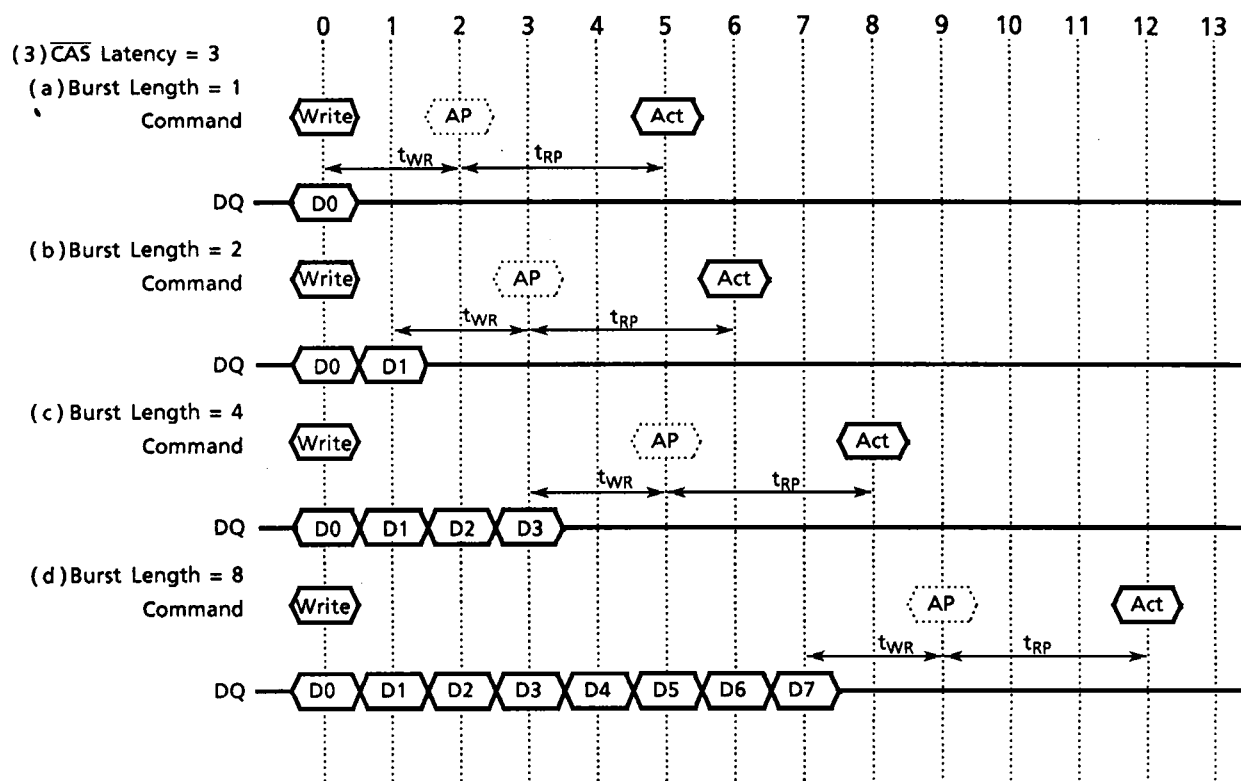 0 1 2 3 4 5 6 7 8 9 10 11 12 13
(3) C̅A̅S̅ Latency = 3
(a) Burst Length = 1
Command Write AP Act
tWR tRP
DQ D0
(b) Burst Length = 2
Command Write AP Act
tWR tRP
DQ D0 D1
(c) Burst Length = 4
Command Write AP Act
tWR tRP
DQ D0 D1 D2 D3
(d) Burst Length = 8
Command Write AP Act
tWR tRP
DQ D0 D1 D2 D3 D4 D5 D6 D7